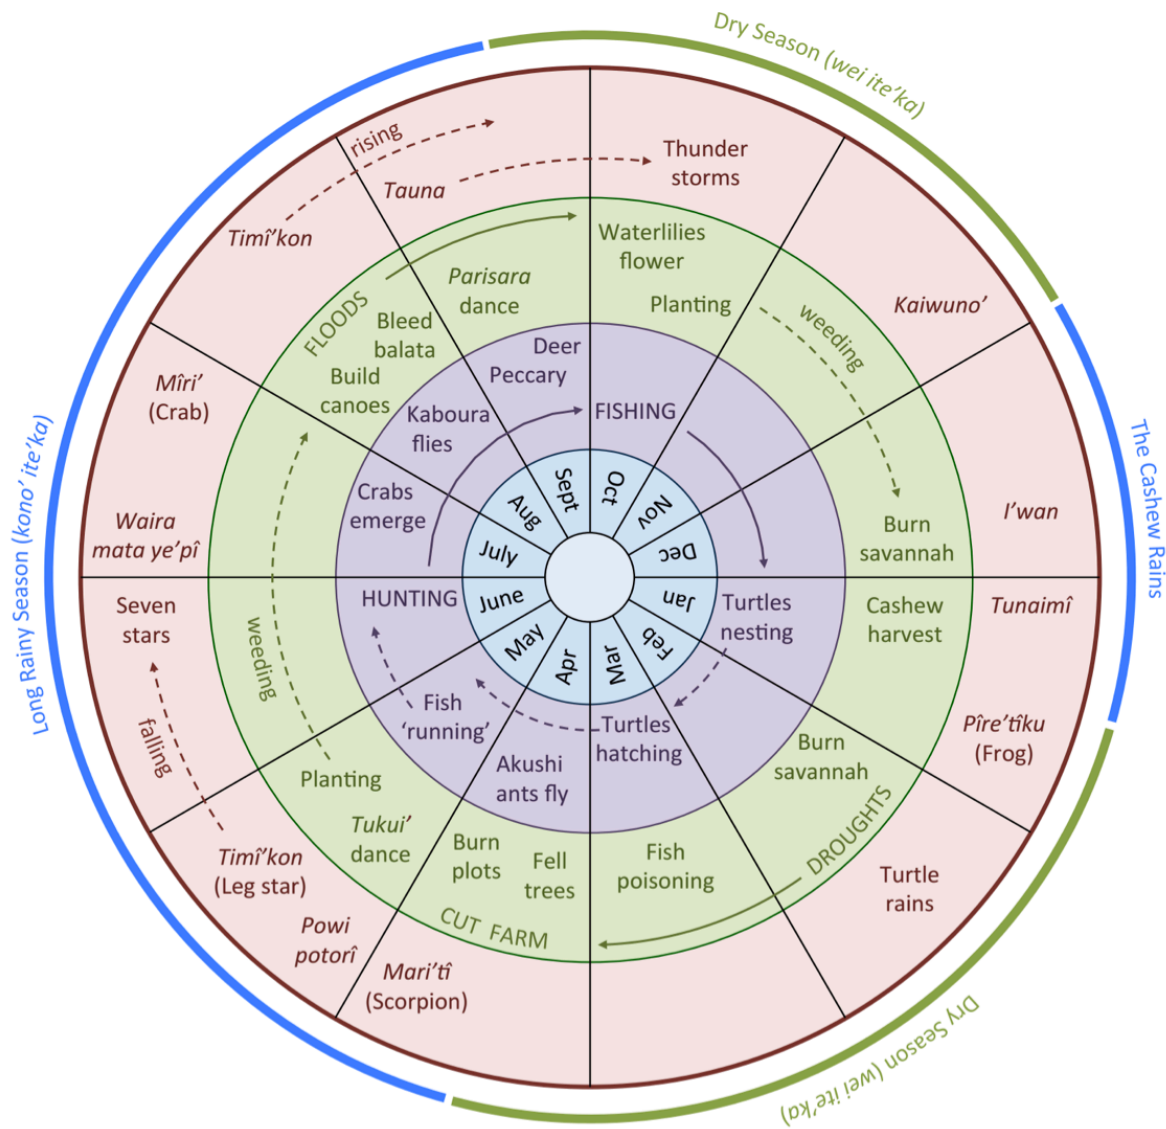 Dry Season (wei ite’ka)
The Cashew Rains
Dry Season (wei ite’ka)
Long Rainy Season (kono’ ite’ka)
rising
Tauna
Timî’kon
Thunder
storms
Kaiwuno’
I’wan
Tunaimî
Pîre’tîku
(Frog)
Turtle
rains
Mari’tî
(Scorpion)
Powi
potorî
Timî’kon
(Leg star)
falling
Seven
stars
Waira
mata ye’pî
Mîri’
(Crab)
Waterlilies
flower
Planting
weeding
Burn
savannah
Cashew
harvest
Burn
savannah
DROUGHTS
Fish
poisoning
Fell
trees
Burn
plots
CUT FARM
Tukui’
dance
Planting
weeding
FLOODS
Build
canoes
Bleed
balata
Parisara
dance
Deer
Peccary
FISHING
Turtles
nesting
Turtles
hatching
Akushi
ants fly
Fish
‘running’
HUNTING
Crabs
emerge
Kaboura
flies
Sept
Oct
Nov
Dec
Jan
Feb
Mar
Apr
May
June
July
Aug